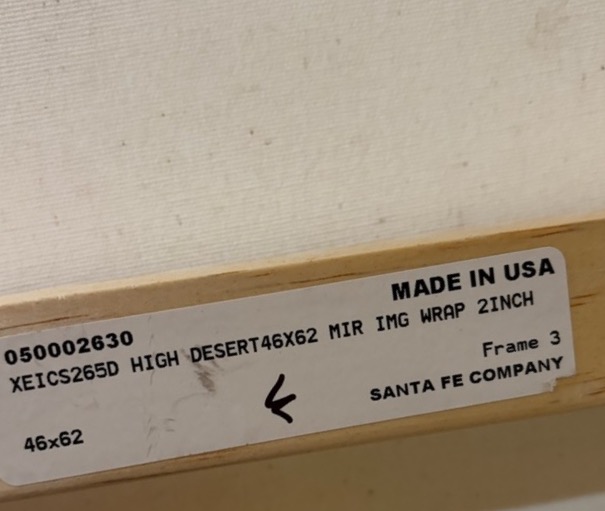 MADE IN USA
050002630
XEICS265D HIGH DESERT46X62 MIR IMG WRAP 2INCH
Frame 3
46x62
SANTA FE COMPANY